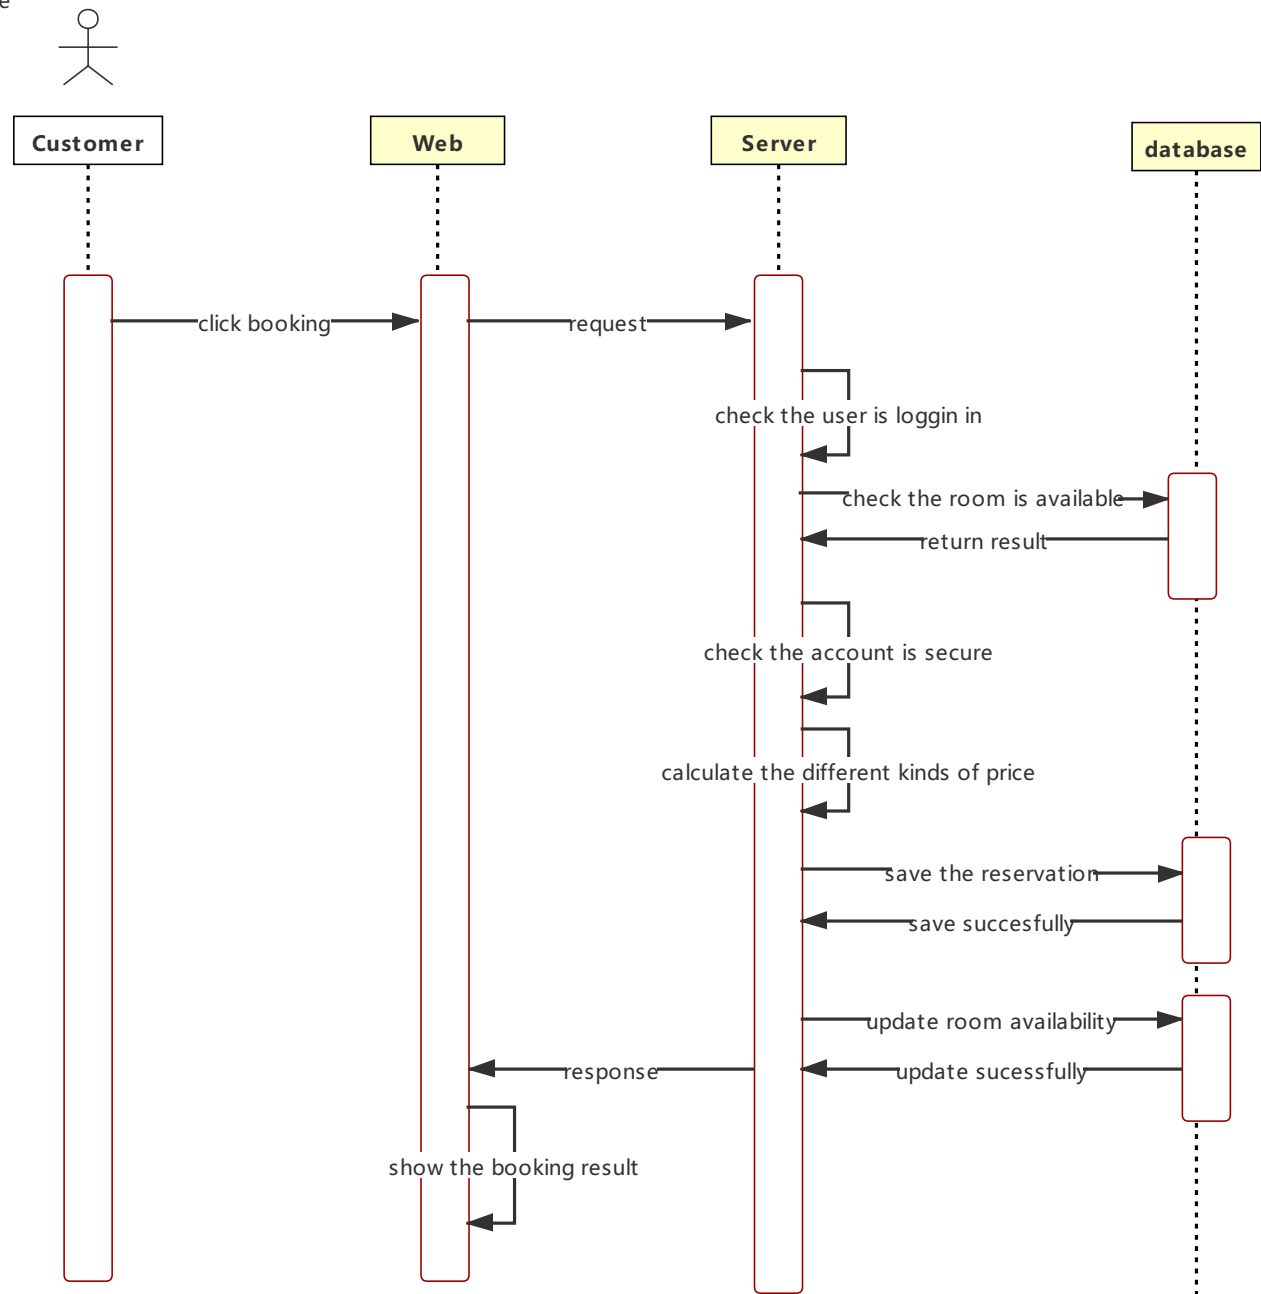 e
Customer
Web
Server
database
click booking
request
check the user is loggin in
check the room is available
return result
check the account is secure
calculate the different kinds of price
save the reservation
save succesfully
update room availability
response
update sucessfully
show the booking result